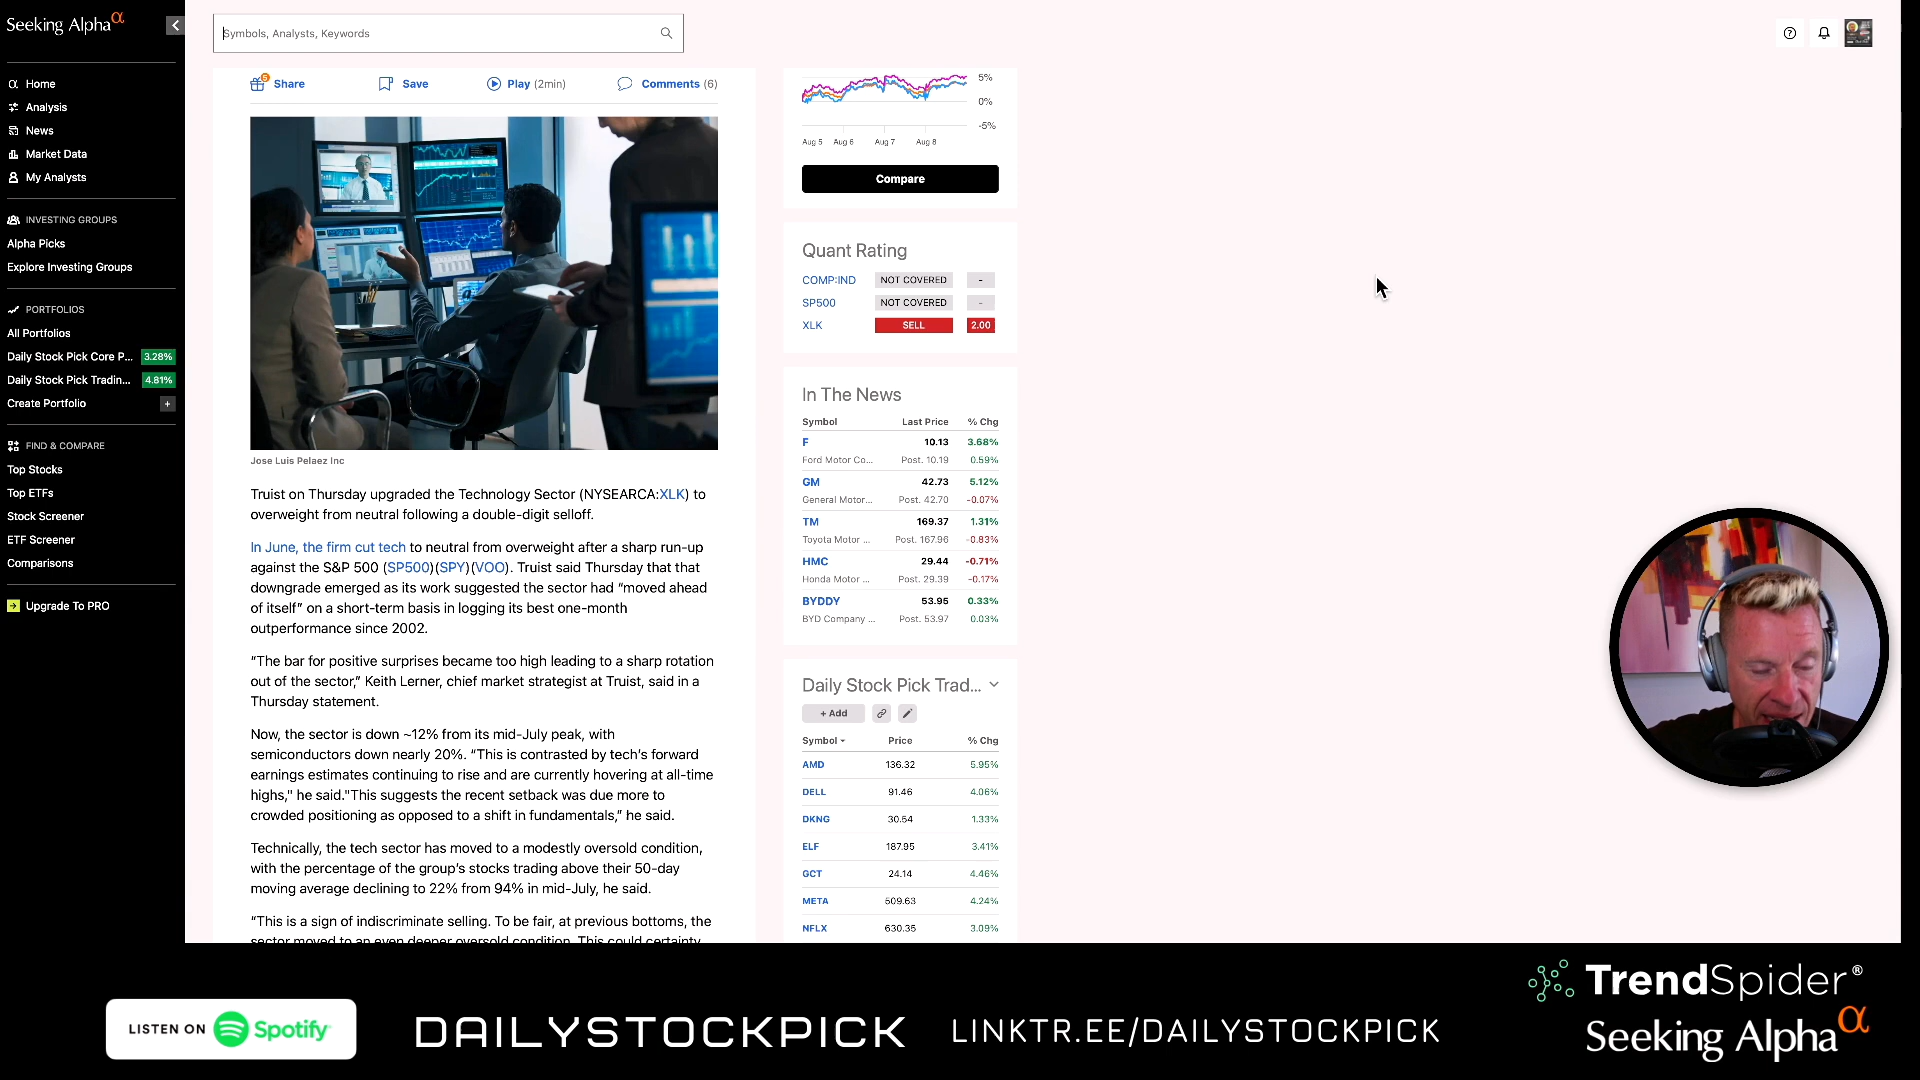 Seeking Alpha α
Symbols, Analysts, Keywords
Home
Analysis
News
Market Data
My Analysts
INVESTING GROUPS
Alpha Picks
Explore Investing Groups
PORTFOLIOS
All Portfolios
Daily Stock Pick Core P... 3.28%
Daily Stock Pick Tradin... 4.81%
Create Portfolio +
FIND & COMPARE
Top Stocks
Top ETFs
Stock Screener
ETF Screener
Comparisons
Upgrade To PRO
5 Share Save Play (2min) Comments (6)
Jose Luis Pelaez Inc
Truist on Thursday upgraded the Technology Sector (NYSEARCA:XLK) to
overweight from neutral following a double-digit selloff.
In June, the firm cut tech to neutral from overweight after a sharp run-up
against the S&P 500 (SP500)(SPY)(VOO). Truist said Thursday that that
downgrade emerged as its work suggested the sector had “moved ahead
of itself” on a short-term basis in logging its best one-month
outperformance since 2002.
“The bar for positive surprises became too high leading to a sharp rotation
out of the sector,” Keith Lerner, chief market strategist at Truist, said in a
Thursday statement.
Now, the sector is down ~12% from its mid-July peak, with
semiconductors down nearly 20%. “This is contrasted by tech's forward
earnings estimates continuing to rise and are currently hovering at all-time
highs," he said."This suggests the recent setback was due more to
crowded positioning as opposed to a shift in fundamentals,” he said.
Technically, the tech sector has moved to a modestly oversold condition,
with the percentage of the group's stocks trading above their 50-day
moving average declining to 22% from 94% in mid-July, he said.
“This is a sign of indiscriminate selling. To be fair, at previous bottoms, the
sector moved to an even deeper oversold condition. This could certainty
5%
0%
-5%
Aug 5 Aug 6 Aug 7 Aug 8
Compare
Quant Rating
COMP:IND NOT COVERED -
SP500 NOT COVERED -
XLK SELL 2.00
In The News
Symbol Last Price % Chg
F 10.13 3.68%
Ford Motor Co... Post. 10.19 0.59%
GM 42.73 5.12%
General Motor... Post. 42.70 -0.07%
TM 169.37 1.31%
Toyota Motor ... Post. 167.96 -0.83%
HMC 29.44 -0.71%
Honda Motor ... Post. 29.39 -0.17%
BYDDY 53.95 0.33%
BYD Company ... Post. 53.97 0.03%
Daily Stock Pick Trad...
+ Add
Symbol Price % Chg
AMD 136.32 5.95%
DELL 91.46 4.06%
DKNG 30.54 1.33%
ELF 187.95 3.41%
GCT 24.14 4.46%
META 509.63 4.24%
NFLX 630.35 3.09%
LISTEN ON Spotify
DAILYSTOCKPICK
LINKTR.EE/DAILYSTOCKPICK
TrendSpider®
Seeking Alpha α